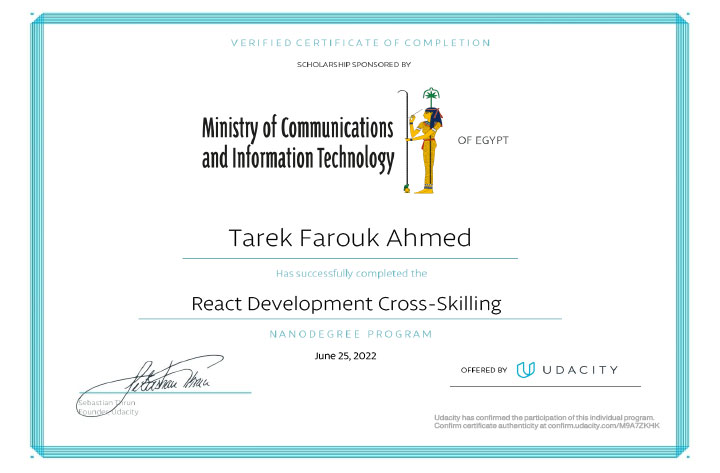 VERIFIED CERTIFICATE OF COMPLETION
SCHOLARSHIP SPONSORED BY
Ministry of Communications
and Information Technology
OF EGYPT
Tarek Farouk Ahmed
Has successfully completed the
React Development Cross-Skilling
NANODEGREE PROGRAM
June 25, 2022
OFFERED BY UDACITY
Sebastian Thrun
Sebastian Thrun
Founder, Udacity
Udacity has confirmed the participation of this individual program.
Confirm certificate authenticity at confirm.udacity.com/M9A7ZKHK